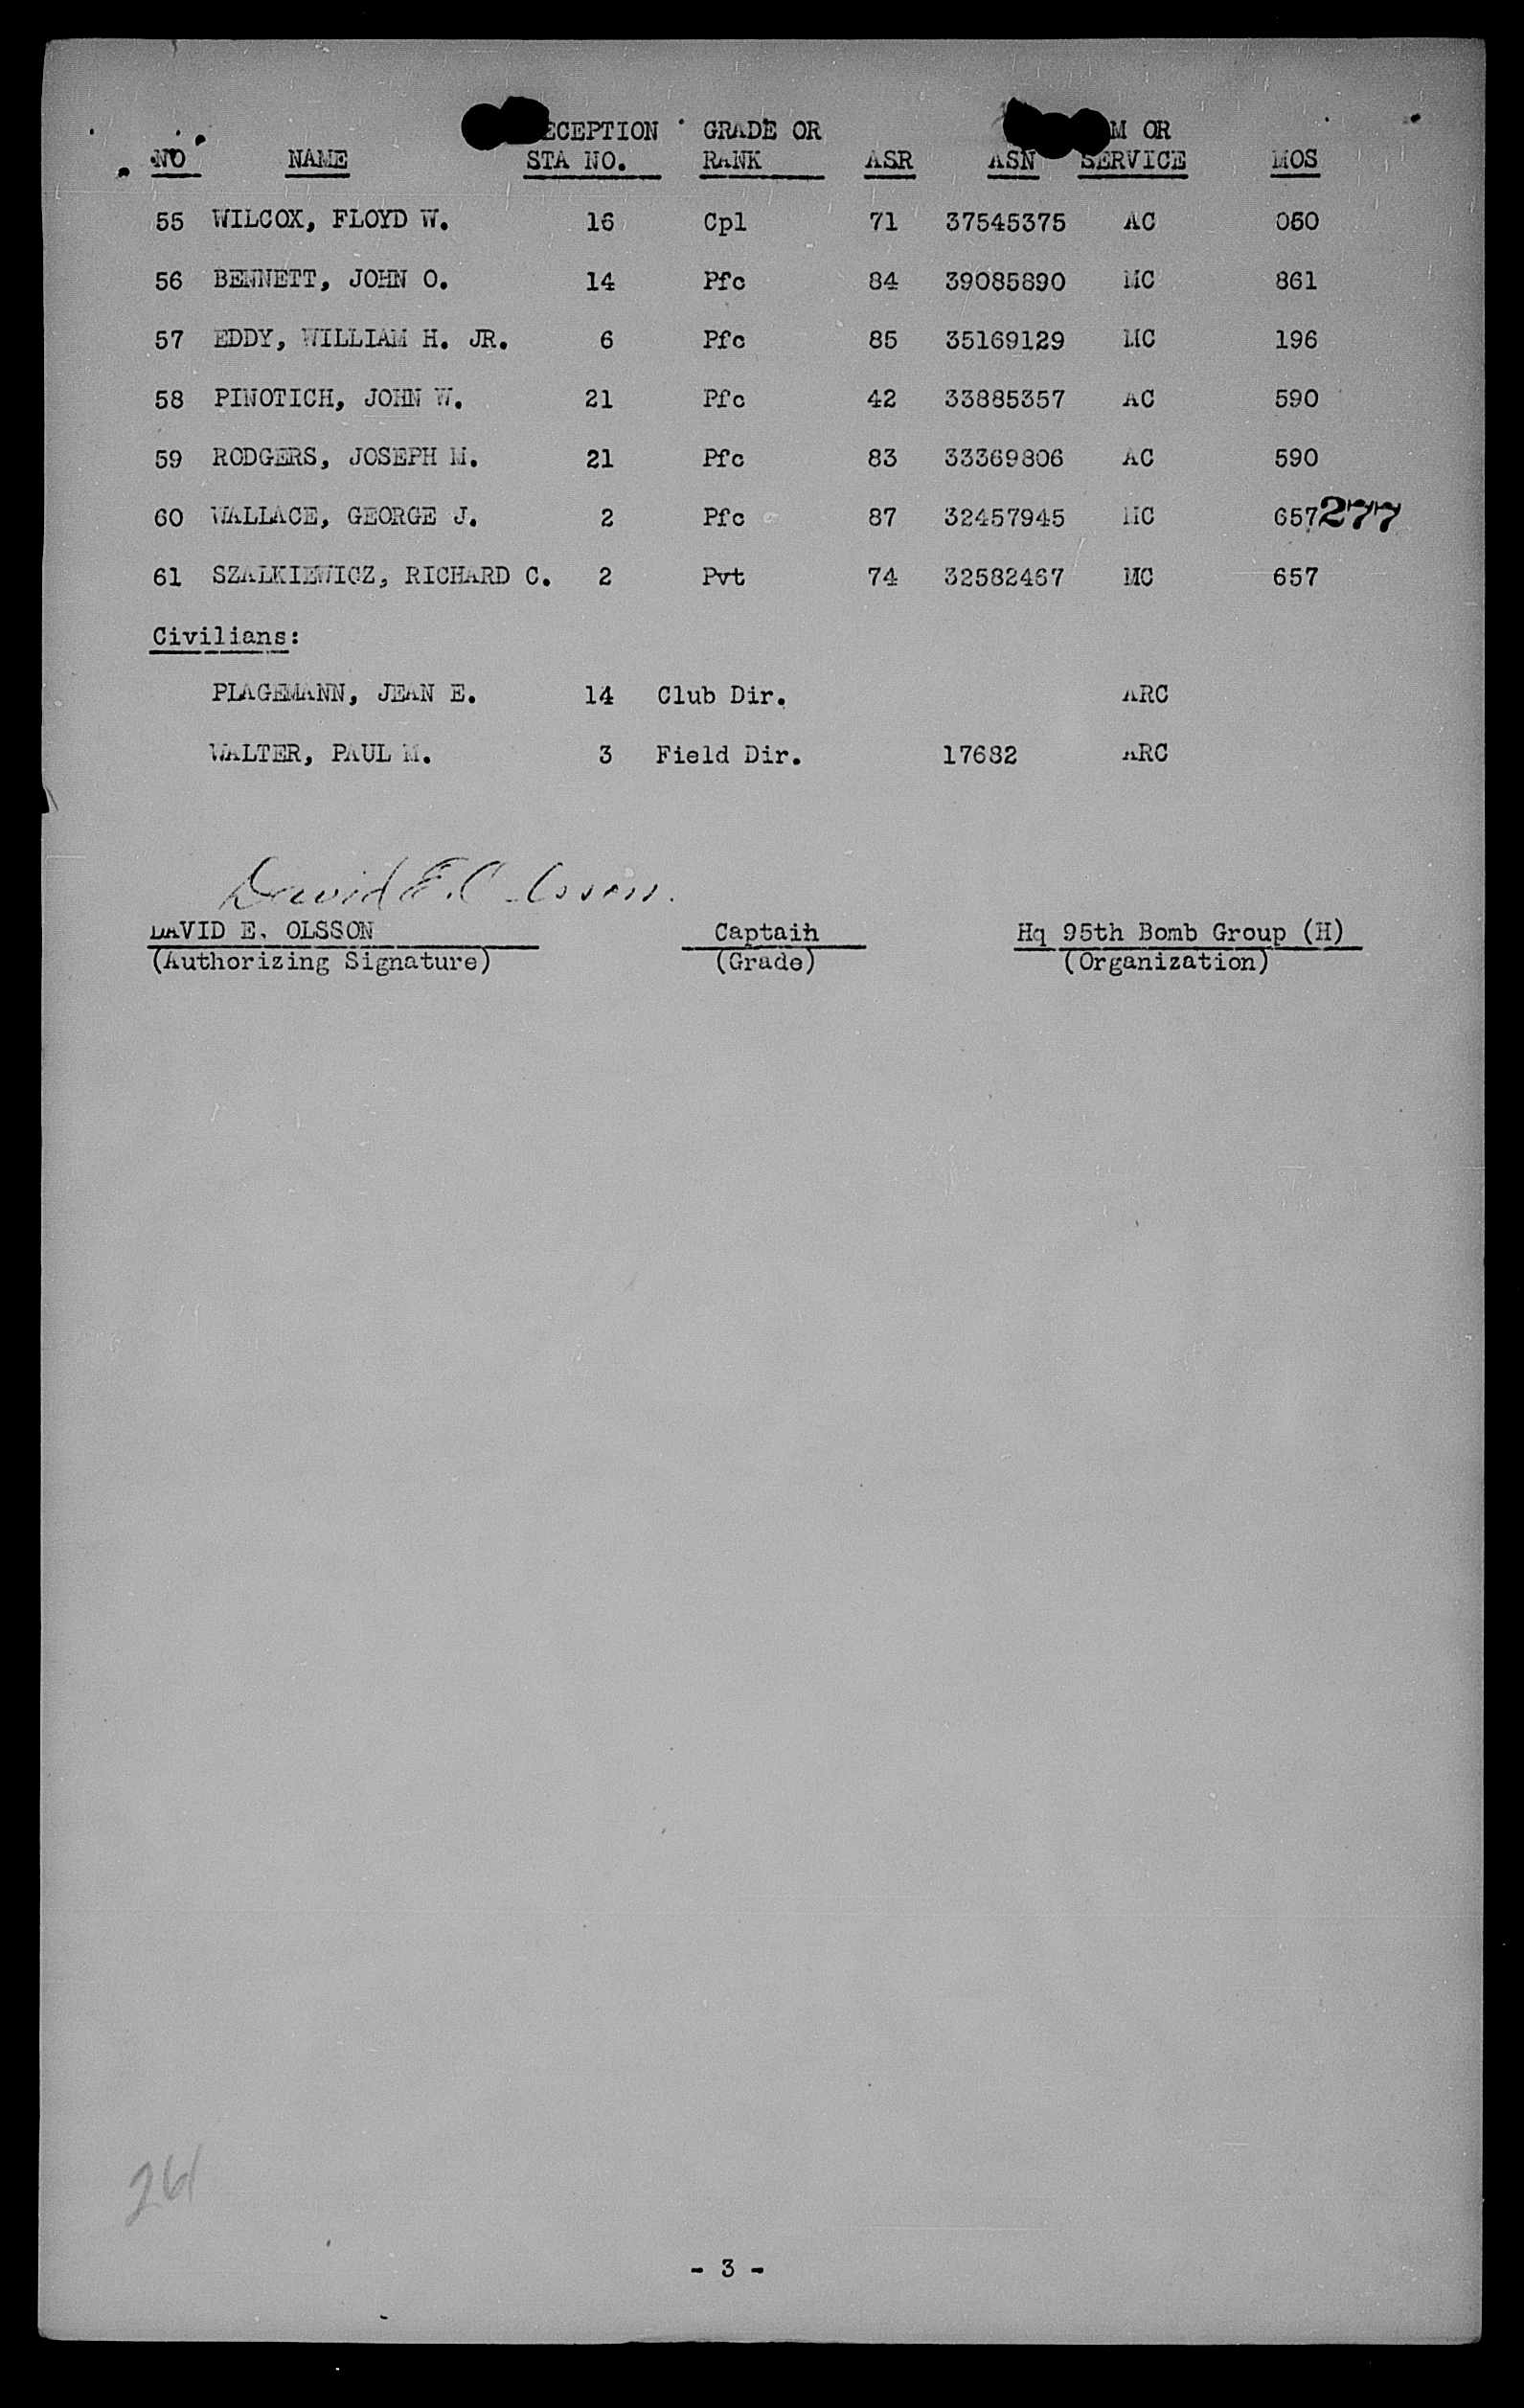 ECEPTION GRADE OR M OR
NO NAME STA NO. RANK ASR ASN SERVICE MOS
55 WILCOX, FLOYD W. 16 Cpl 71 37545375 AC 050
56 BENNETT, JOHN O. 14 Pfc 84 39085890 MC 861
57 EDDY, WILLIAM H. JR. 6 Pfc 85 35169129 MC 196
58 PINOTICH, JOHN W. 21 Pfc 42 33885357 AC 590
59 RODGERS, JOSEPH M. 21 Pfc 83 33369806 AC 590
60 WALLACE, GEORGE J. 2 Pfc 87 32457945 MC 657 277
61 SZALKIEWICZ, RICHARD C. 2 Pvt 74 32582467 MC 657
Civilians:
PLAGEMANN, JEAN E. 14 Club Dir. ARC
WALTER, PAUL M. 3 Field Dir. 17682 ARC
David E. Olsson.
DAVID E. OLSSON Captain Hq 95th Bomb Group (H)
(Authorizing Signature) (Grade) (Organization)
- 3 -